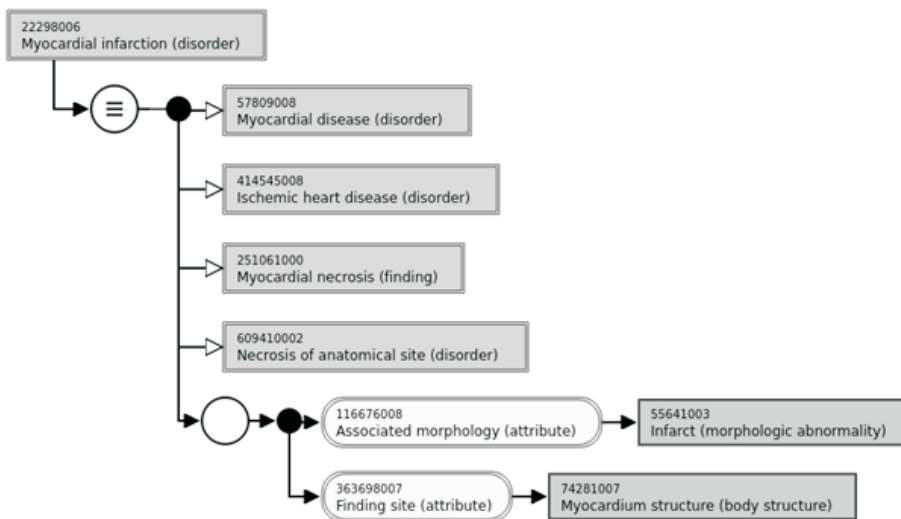 22298006
Myocardial infarction (disorder)
≡
57809008
Myocardial disease (disorder)
414545008
Ischemic heart disease (disorder)
251061000
Myocardial necrosis (finding)
609410002
Necrosis of anatomical site (disorder)
116676008
Associated morphology (attribute)
55641003
Infarct (morphologic abnormality)
363698007
Finding site (attribute)
74281007
Myocardium structure (body structure)